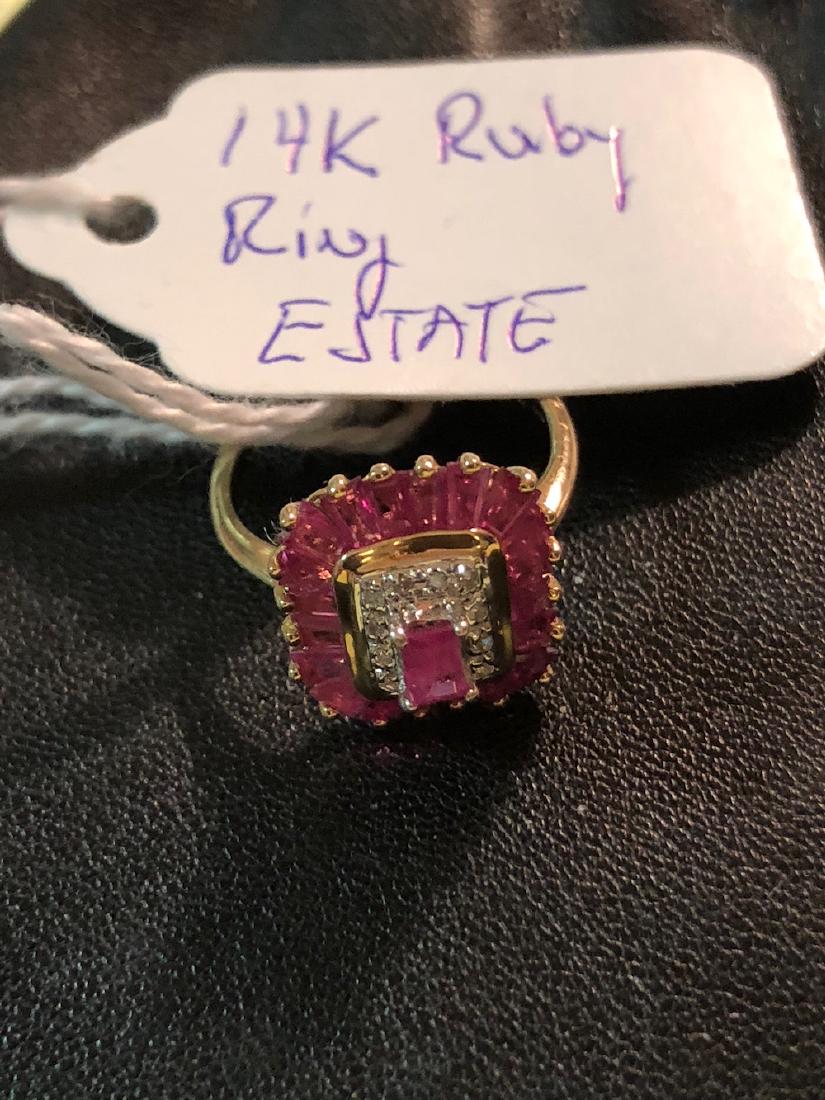 14K Ruby
Ring
ESTATE